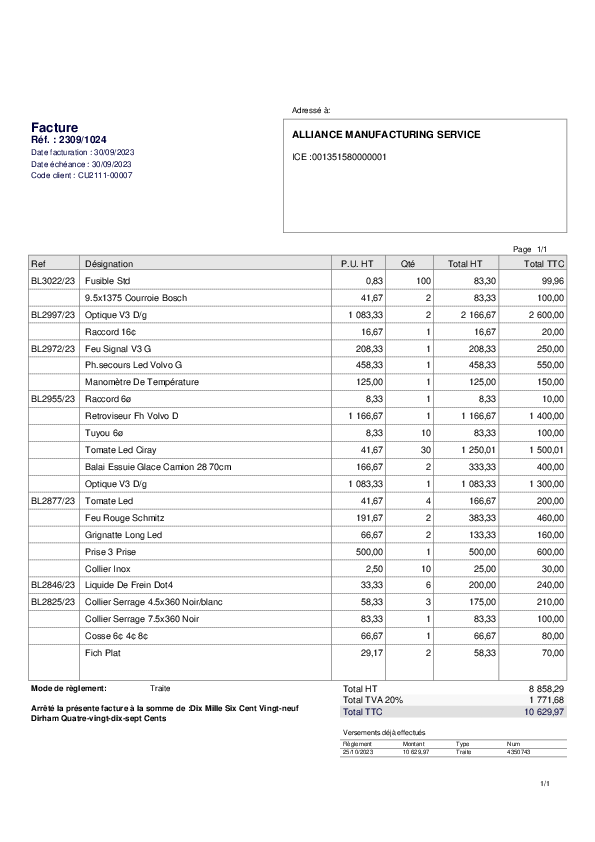 Adressé à:
Facture
Réf. : 2309/1024
Date facturation : 30/09/2023
Date échéance : 30/09/2023
Code client : CU2111-00007
ALLIANCE MANUFACTURING SERVICE
ICE :001351580000001
Page 1/1
Ref Désignation P.U. HT Qté Total HT Total TTC
BL3022/23 Fusible Std 0,83 100 83,30 99,96
9.5x1375 Courroie Bosch 41,67 2 83,33 100,00
BL2997/23 Optique V3 D/g 1 083,33 2 2 166,67 2 600,00
Raccord 16¢ 16,67 1 16,67 20,00
BL2972/23 Feu Signal V3 G 208,33 1 208,33 250,00
Ph.secours Led Volvo G 458,33 1 458,33 550,00
Manomètre De Température 125,00 1 125,00 150,00
BL2955/23 Raccord 6ø 8,33 1 8,33 10,00
Retroviseur Fh Volvo D 1 166,67 1 1 166,67 1 400,00
Tuyou 6ø 8,33 10 83,33 100,00
Tomate Led Giray 41,67 30 1 250,01 1 500,01
Balai Essuie Glace Camion 28 70cm 166,67 2 333,33 400,00
Optique V3 D/g 1 083,33 1 1 083,33 1 300,00
BL2877/23 Tomate Led 41,67 4 166,67 200,00
Feu Rouge Schmitz 191,67 2 383,33 460,00
Grignatte Long Led 66,67 2 133,33 160,00
Prise 3 Prise 500,00 1 500,00 600,00
Collier Inox 2,50 10 25,00 30,00
BL2846/23 Liquide De Frein Dot4 33,33 6 200,00 240,00
BL2825/23 Collier Serrage 4.5x360 Noir/blanc 58,33 3 175,00 210,00
Collier Serrage 7.5x360 Noir 83,33 1 83,33 100,00
Cosse 6¢ 4¢ 8¢ 66,67 1 66,67 80,00
Fich Plat 29,17 2 58,33 70,00
Mode de règlement: Traite
Total HT 8 858,29
Total TVA 20% 1 771,68
Total TTC 10 629,97
Arrêté la présente facture à la somme de :Dix Mille Six Cent Vingt-neuf
Dirham Quatre-vingt-dix-sept Cents
Versements déjà effectués
Règlement Montant Type Num
25/10/2023 10 629,97 Traite 4350743
1/1